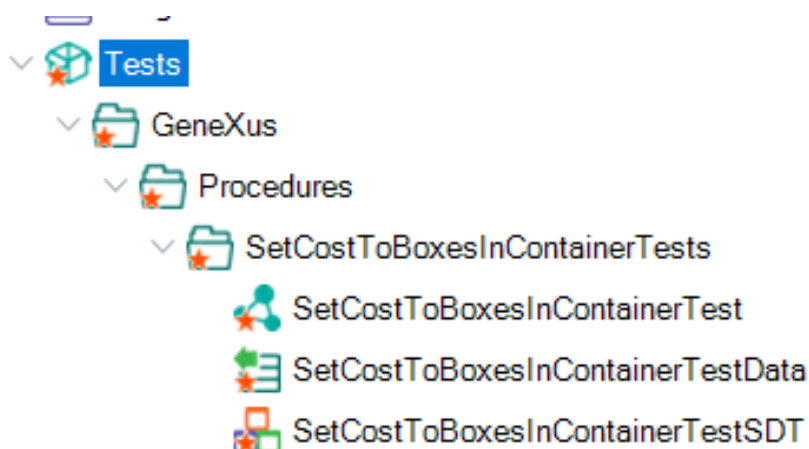 Tests
GeneXus
Procedures
SetCostToBoxesInContainerTests
SetCostToBoxesInContainerTest
SetCostToBoxesInContainerTestData
SetCostToBoxesInContainerTestSDT